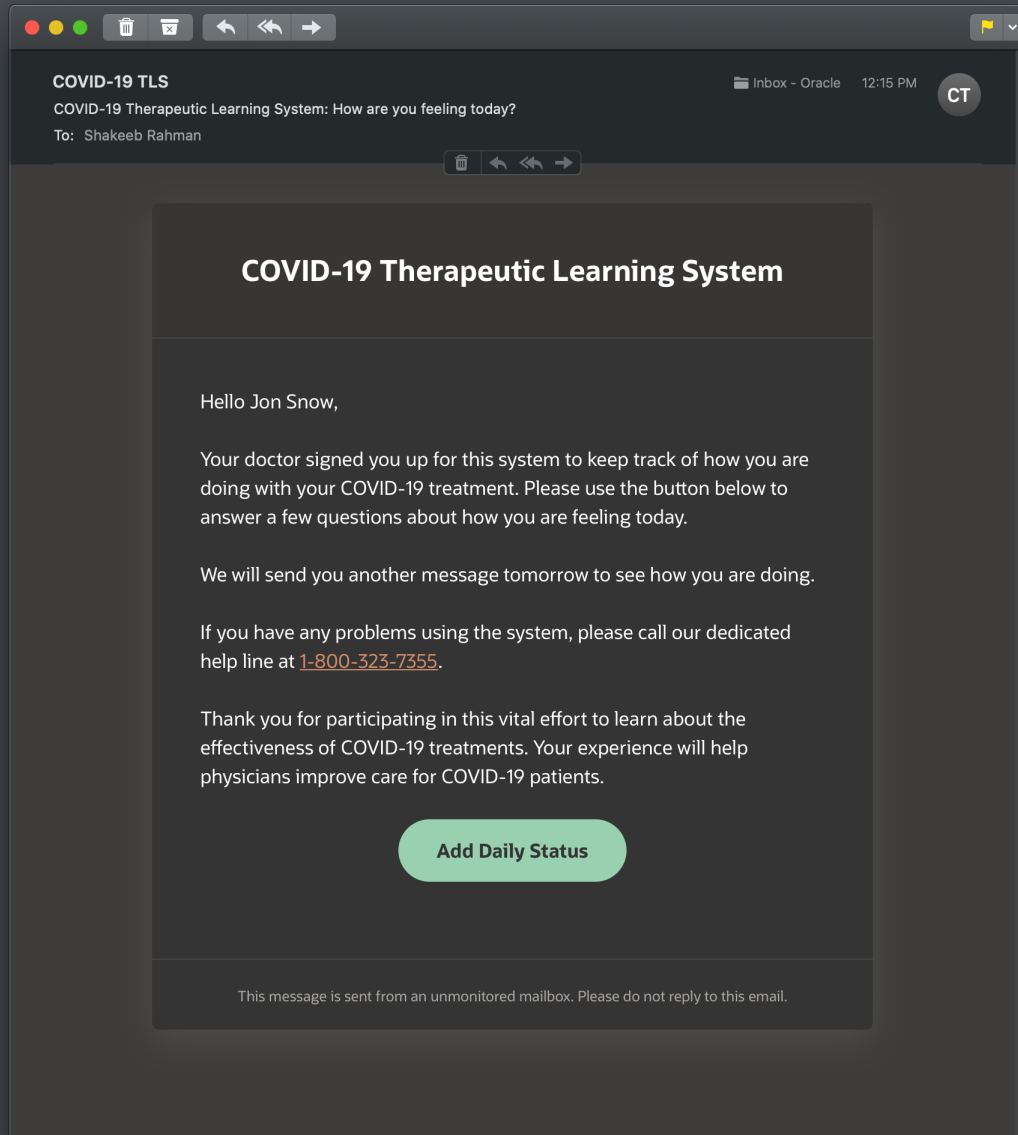 COVID-19 TLS
Inbox - Oracle
12:15 PM
CT
COVID-19 Therapeutic Learning System: How are you feeling today?
To: Shakeeb Rahman
COVID-19 Therapeutic Learning System
Hello Jon Snow,
Your doctor signed you up for this system to keep track of how you are
doing with your COVID-19 treatment. Please use the button below to
answer a few questions about how you are feeling today.
We will send you another message tomorrow to see how you are doing.
If you have any problems using the system, please call our dedicated
help line at 1-800-323-7355.
Thank you for participating in this vital effort to learn about the
effectiveness of COVID-19 treatments. Your experience will help
physicians improve care for COVID-19 patients.
Add Daily Status
This message is sent from an unmonitored mailbox. Please do not reply to this email.